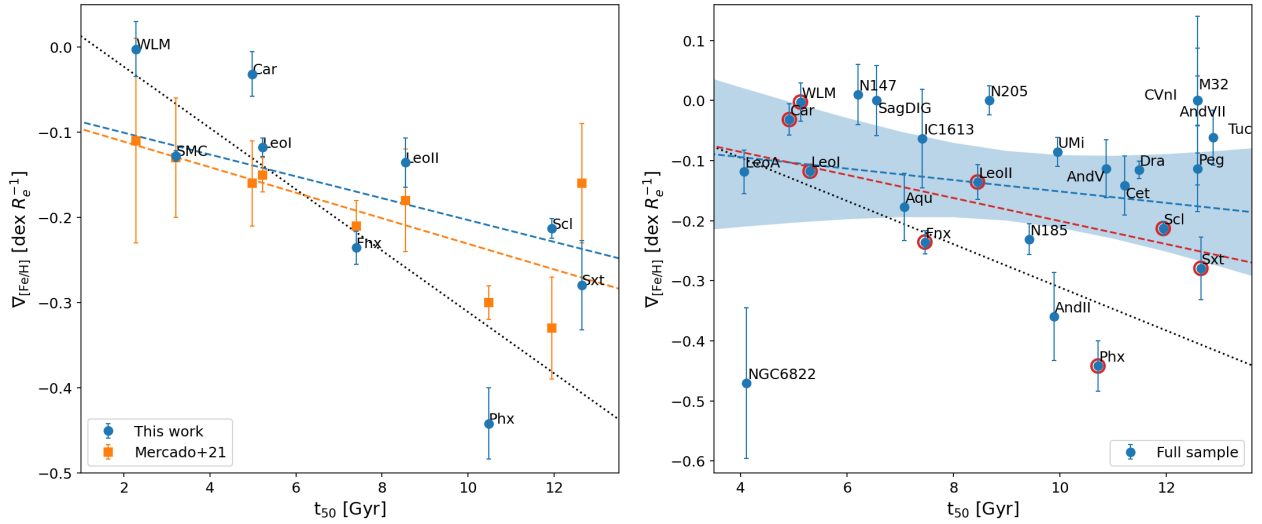 0.0
−0.1
−0.2
−0.3
−0.4
−0.5
∇[Fe/H] [dex Re−1]
2
4
6
8
10
12
t50 [Gyr]
WLM
Car
SMC
LeoI
LeoII
Fnx
Scl
Sxt
Phx
This work
Mercado+21
0.1
0.0
−0.1
−0.2
−0.3
−0.4
−0.5
−0.6
∇[Fe/H] [dex Re−1]
4
6
8
10
12
t50 [Gyr]
WLM
N147
N205
M32
CVnI
Car
SagDIG
AndVII
IC1613
UMi
Tuc
LeoA
LeoI
LeoII
AndV
Dra
Peg
Aqu
Cet
Fnx
N185
Scl
Sxt
AndII
Phx
NGC6822
Full sample